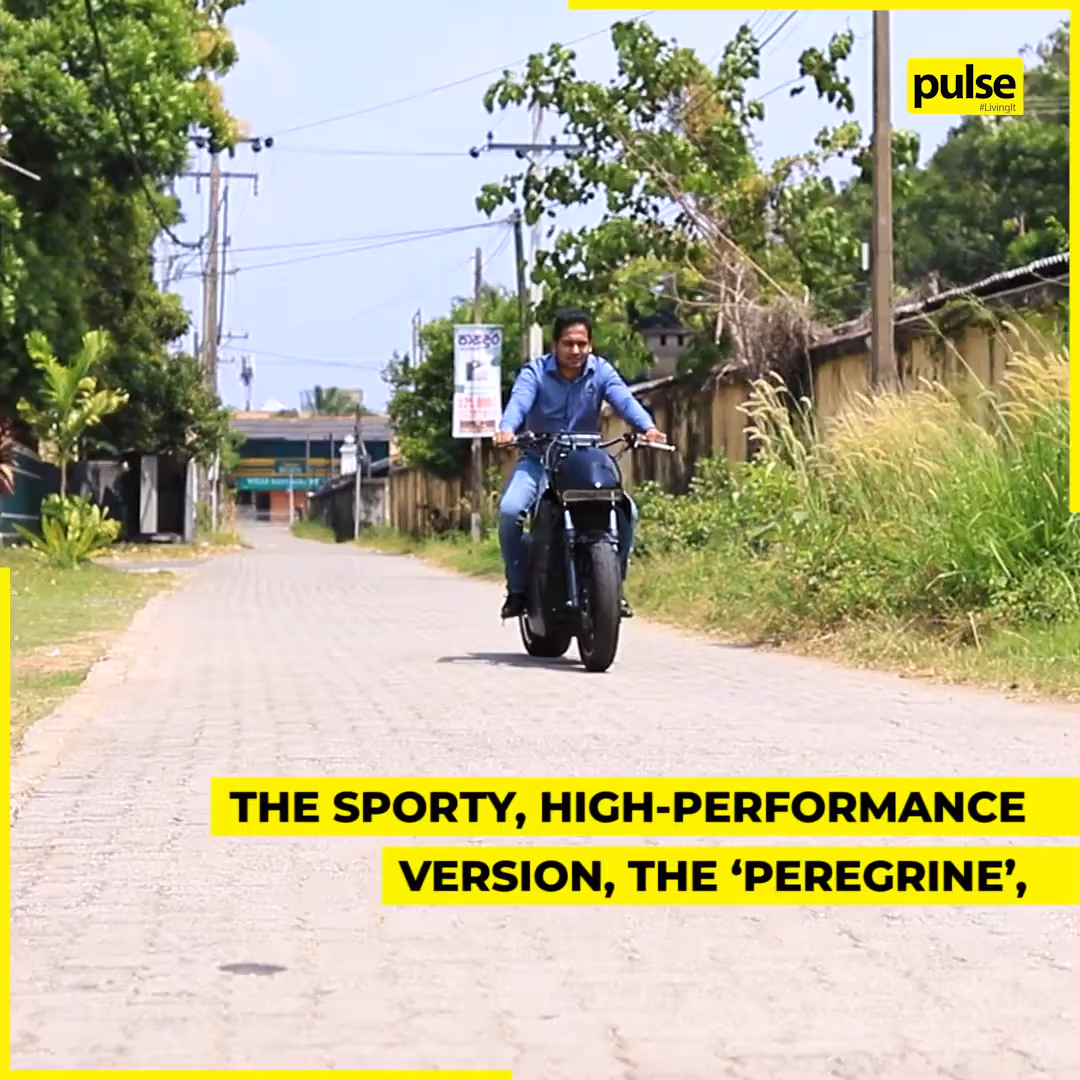 pulse
#LivingIt
THE SPORTY, HIGH-PERFORMANCE
VERSION, THE ‘PEREGRINE’,